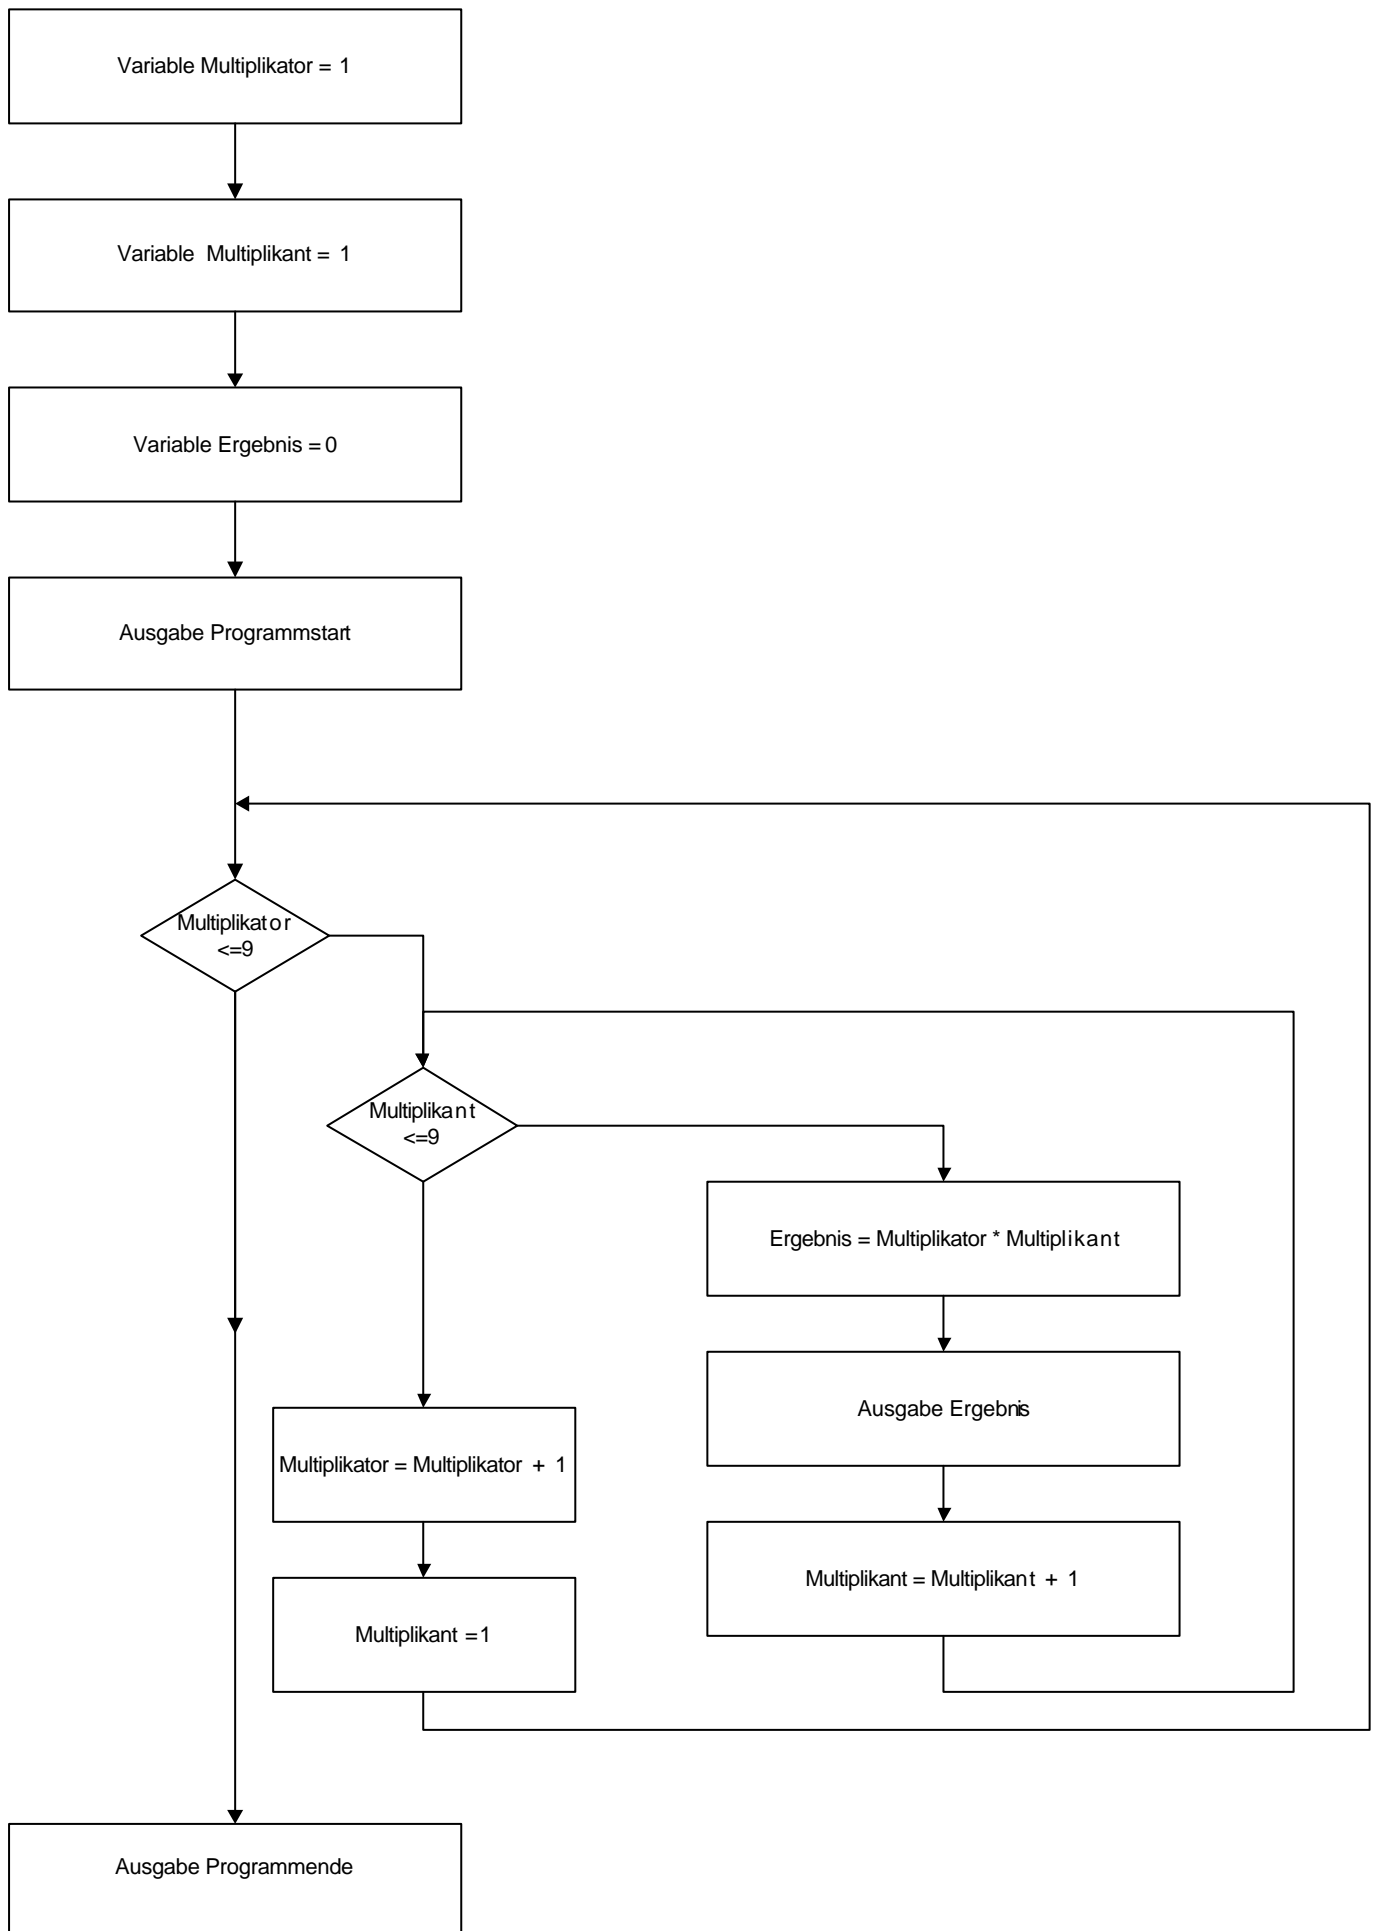 Variable Multiplikator = 1
Variable Multiplikant = 1
Variable Ergebnis = 0
Ausgabe Programmstart
Multiplikator
<=9
Multiplikant
<=9
Ergebnis = Multiplikator * Multiplikant
Ausgabe Ergebnis
Multiplikator = Multiplikator + 1
Multiplikant = Multiplikant + 1
Multiplikant = 1
Ausgabe Programmende